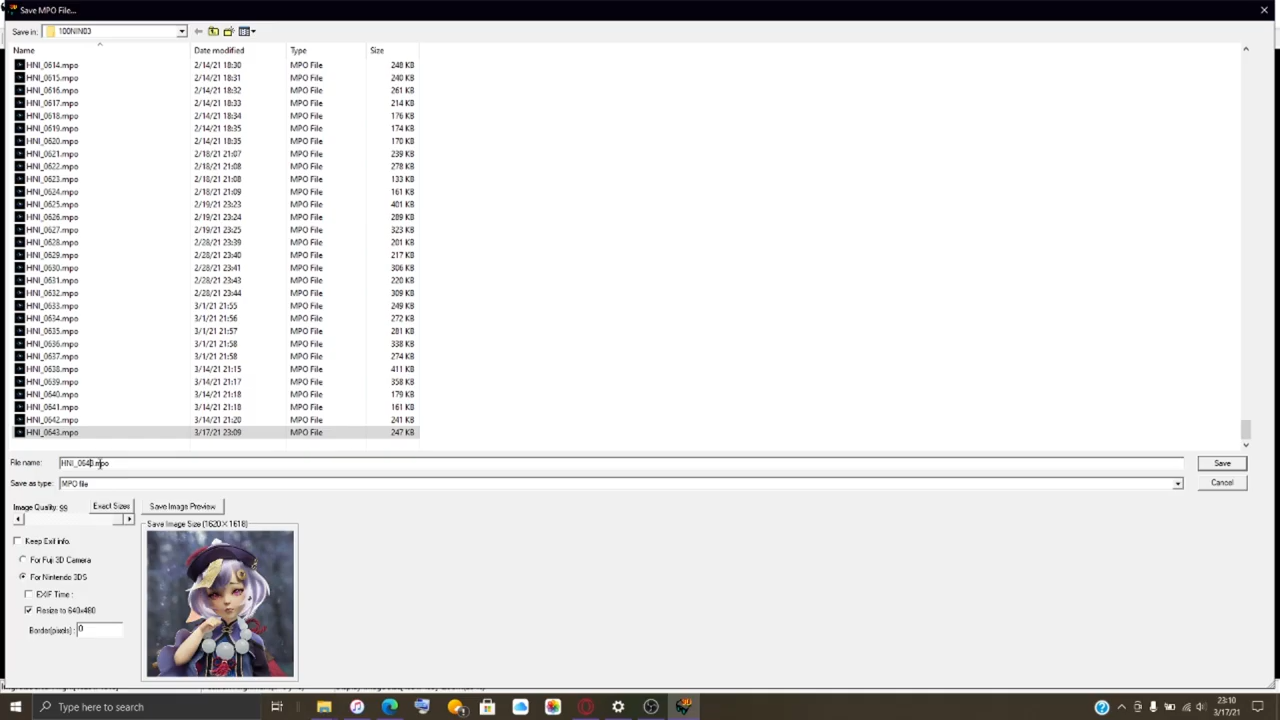 Save MPO File...
Save in: 100NIN03
Name Date modified Type Size
HNI_0614.mpo 2/14/21 18:30 MPO File 248 KB
HNI_0615.mpo 2/14/21 18:31 MPO File 240 KB
HNI_0616.mpo 2/14/21 18:32 MPO File 261 KB
HNI_0617.mpo 2/14/21 18:33 MPO File 214 KB
HNI_0618.mpo 2/14/21 18:34 MPO File 176 KB
HNI_0619.mpo 2/14/21 18:35 MPO File 174 KB
HNI_0620.mpo 2/14/21 18:35 MPO File 170 KB
HNI_0621.mpo 2/18/21 21:07 MPO File 239 KB
HNI_0622.mpo 2/18/21 21:08 MPO File 278 KB
HNI_0623.mpo 2/18/21 21:08 MPO File 133 KB
HNI_0624.mpo 2/18/21 21:09 MPO File 161 KB
HNI_0625.mpo 2/19/21 23:23 MPO File 401 KB
HNI_0626.mpo 2/19/21 23:24 MPO File 289 KB
HNI_0627.mpo 2/19/21 23:25 MPO File 323 KB
HNI_0628.mpo 2/28/21 23:39 MPO File 201 KB
HNI_0629.mpo 2/28/21 23:40 MPO File 217 KB
HNI_0630.mpo 2/28/21 23:41 MPO File 306 KB
HNI_0631.mpo 2/28/21 23:43 MPO File 220 KB
HNI_0632.mpo 2/28/21 23:44 MPO File 309 KB
HNI_0633.mpo 3/1/21 21:55 MPO File 249 KB
HNI_0634.mpo 3/1/21 21:56 MPO File 272 KB
HNI_0635.mpo 3/1/21 21:57 MPO File 281 KB
HNI_0636.mpo 3/1/21 21:58 MPO File 338 KB
HNI_0637.mpo 3/1/21 21:58 MPO File 274 KB
HNI_0638.mpo 3/14/21 21:15 MPO File 411 KB
HNI_0639.mpo 3/14/21 21:17 MPO File 358 KB
HNI_0640.mpo 3/14/21 21:18 MPO File 179 KB
HNI_0641.mpo 3/14/21 21:18 MPO File 161 KB
HNI_0642.mpo 3/14/21 21:20 MPO File 241 KB
HNI_0643.mpo 3/17/21 23:09 MPO File 247 KB
File name: HNI_0643.mpo Save
Save as type: MPO file Cancel
Image Quality: 99 Exact Sizes Save Image Preview
Save Image Size (1620×1618)
Keep Exif info.
For Fuji 3D Camera
For Nintendo 3DS
EXIF Time :
Resize to 640x480
Border(pixels) : 0
Type here to search
23:10
3/17/21